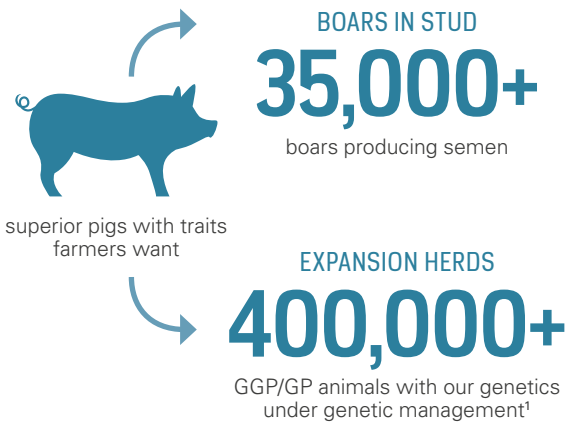 BOARS IN STUD
35,000+
boars producing semen
superior pigs with traits
farmers want
EXPANSION HERDS
400,000+
GGP/GP animals with our genetics
under genetic management¹